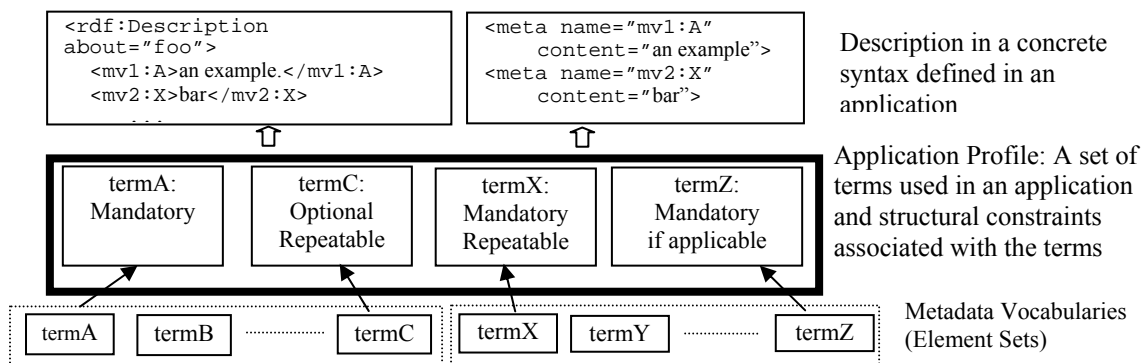 <rdf:Description
about="foo">
<mv1:A>an example.</mv1:A>
<mv2:X>bar</mv2:X>
...
<meta name="mv1:A"
content="an example”>
<meta name="mv2:X"
content="bar”>
Description in a concrete
syntax defined in an
application
termA:
Mandatory
termC:
Optional
Repeatable
termX:
Mandatory
Repeatable
termZ:
Mandatory
if applicable
Application Profile: A set of
terms used in an application
and structural constraints
associated with the terms
termA
termB
termC
termX
termY
termZ
Metadata Vocabularies
(Element Sets)